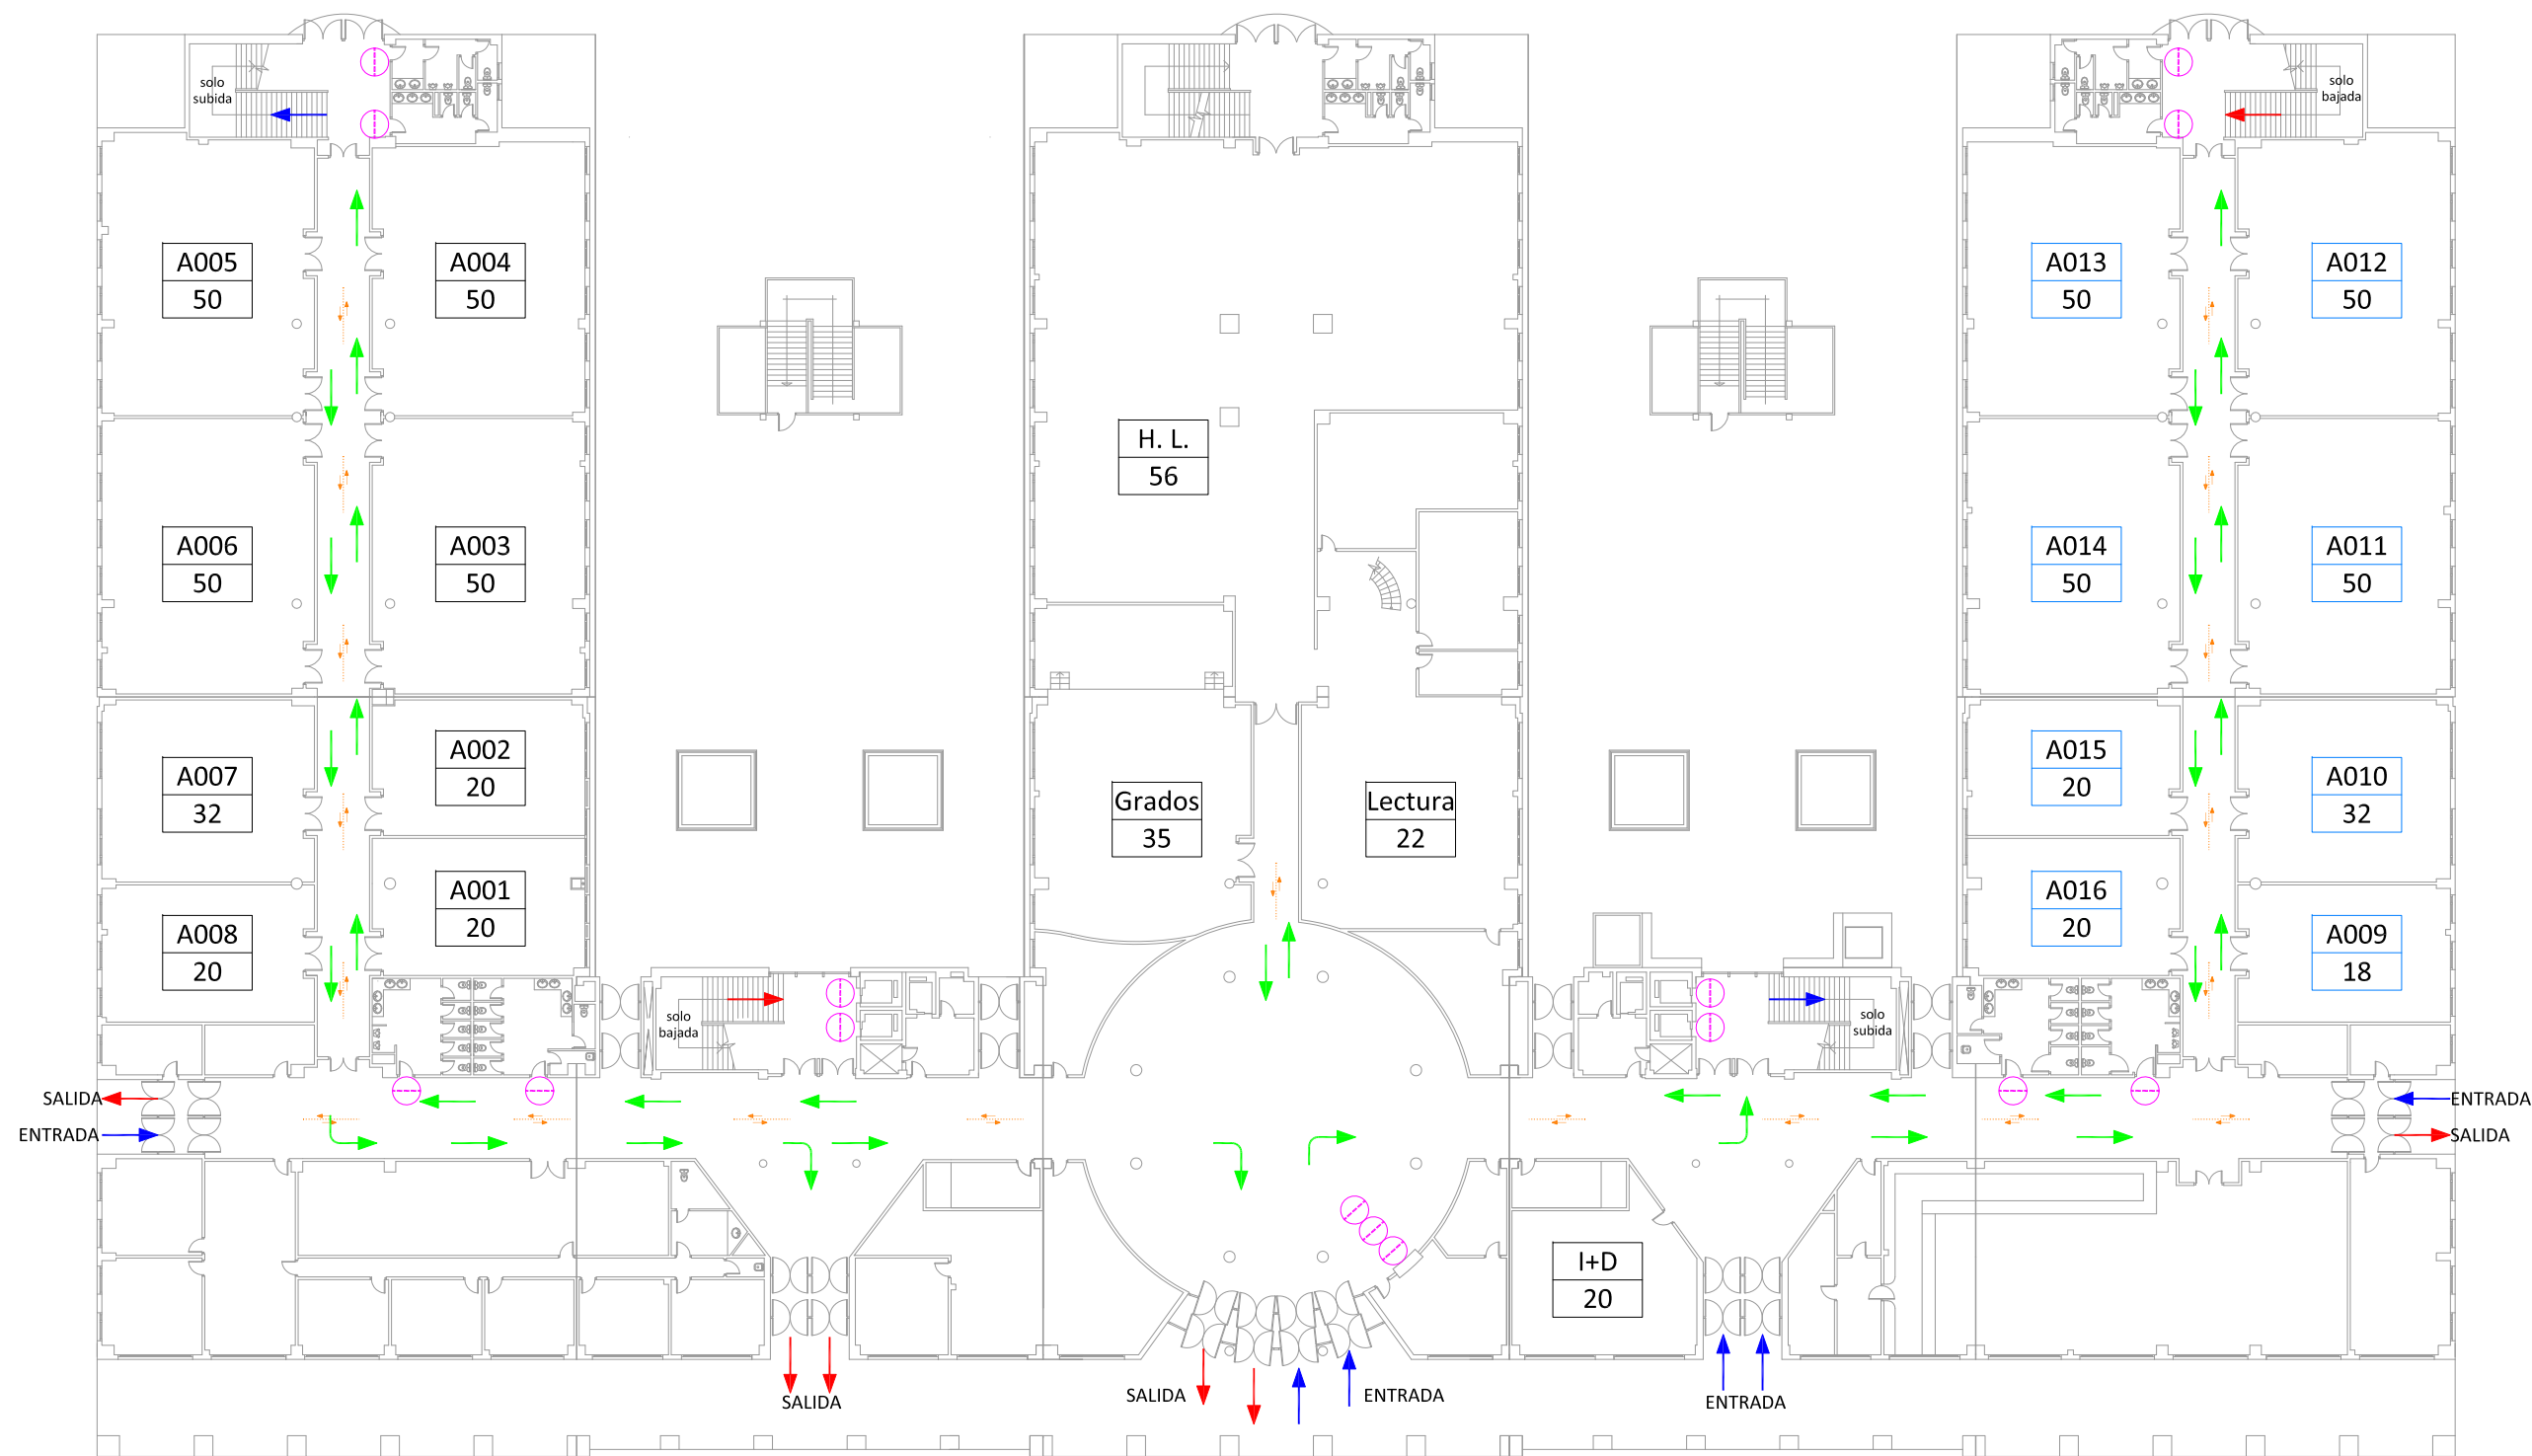 solo
subida
solo
bajada
A005
50
A004
50
A013
50
A012
50
H. L.
56
A006
50
A003
50
A014
50
A011
50
A007
32
A002
20
Grados
35
Lectura
22
A015
20
A010
32
A008
20
A001
20
A016
20
A009
18
solo
bajada
solo
subida
SALIDA
ENTRADA
ENTRADA
SALIDA
I+D
20
SALIDA
SALIDA
ENTRADA
ENTRADA